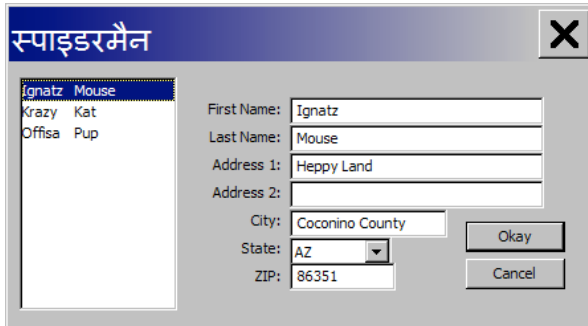 स्पाइडरमैन
Ignatz Mouse
Krazy Kat
Offisa Pup
First Name: Ignatz
Last Name: Mouse
Address 1: Heppy Land
Address 2:
City: Coconino County
State: AZ
ZIP: 86351
Okay
Cancel